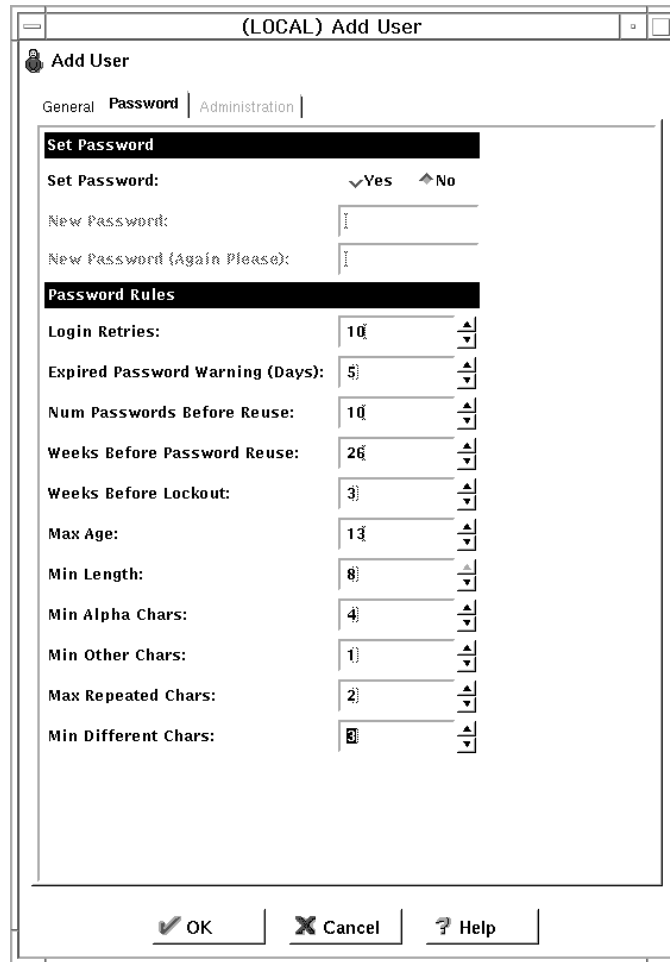 (LOCAL) Add User
Add User
General Password Administration
Set Password
Set Password: Yes No
New Password:
New Password (Again Please):
Password Rules
Login Retries: 10
Expired Password Warning (Days): 5
Num Passwords Before Reuse: 10
Weeks Before Password Reuse: 26
Weeks Before Lockout: 3
Max Age: 13
Min Length: 8
Min Alpha Chars: 4
Min Other Chars: 1
Max Repeated Chars: 2
Min Different Chars: 3
OK Cancel ? Help